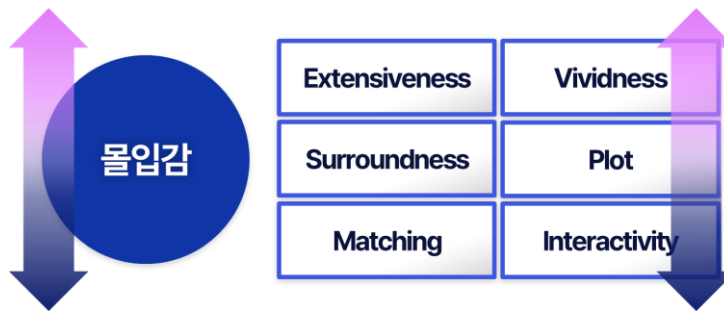 몰입감
Extensiveness
Vividness
Surroundness
Plot
Matching
Interactivity